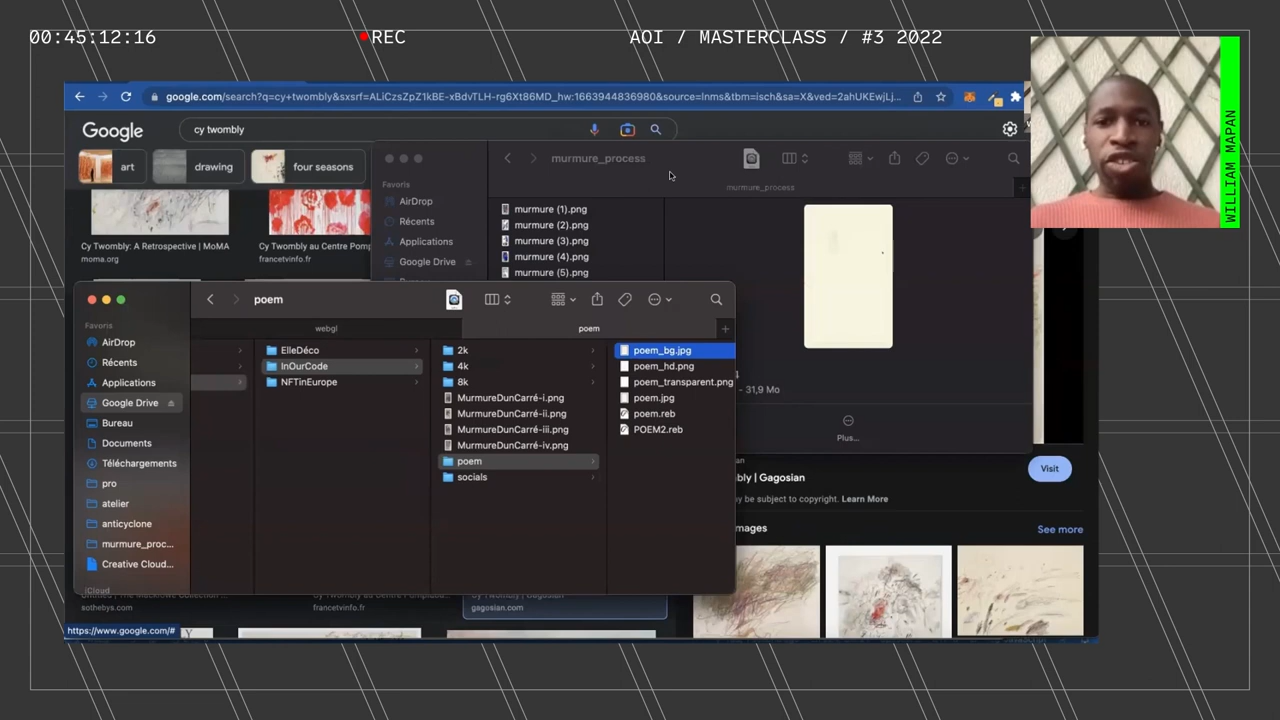 00:45:12:16
REC
AOI / MASTERCLASS / #3 2022
WILLIAM MAPAN
google.com/search?q=cy+twombly&sxsrf=ALiCzsZpZ1kBE-xBdvTLH-rg6Xt86MD_hw:1663944836980&source=lnms&tbm=isch&sa=X&ved=2ahUKEwjLj...
Google
cy twombly
art
drawing
four seasons
Cy Twombly: A Retrospective | MoMA
moma.org
Cy Twombly au Centre Pomp
francetvinfo.fr
murmure_process
murmure_process
Favoris
AirDrop
Récents
Applications
Google Drive
murmure (1).png
murmure (2).png
murmure (3).png
murmure (4).png
murmure (5).png
– 31,9 Mo
Plus...
poem
webgl
poem
Favoris
AirDrop
Récents
Applications
Google Drive
Bureau
Documents
Téléchargements
pro
atelier
anticyclone
murmure_proc...
Creative Cloud...
iCloud
ElleDéco
InOurCode
NFTinEurope
2k
4k
8k
MurmureDunCarré-i.png
MurmureDunCarré-ii.png
MurmureDunCarré-iii.png
MurmureDunCarré-iv.png
poem
socials
poem_bg.jpg
poem_hd.png
poem_transparent.png
poem.jpg
poem.reb
POEM2.reb
bly | Gagosian
Visit
y be subject to copyright. Learn More
mages
See more
sothebys.com
francetvinfo.fr
gagosian.com
https://www.google.com/#